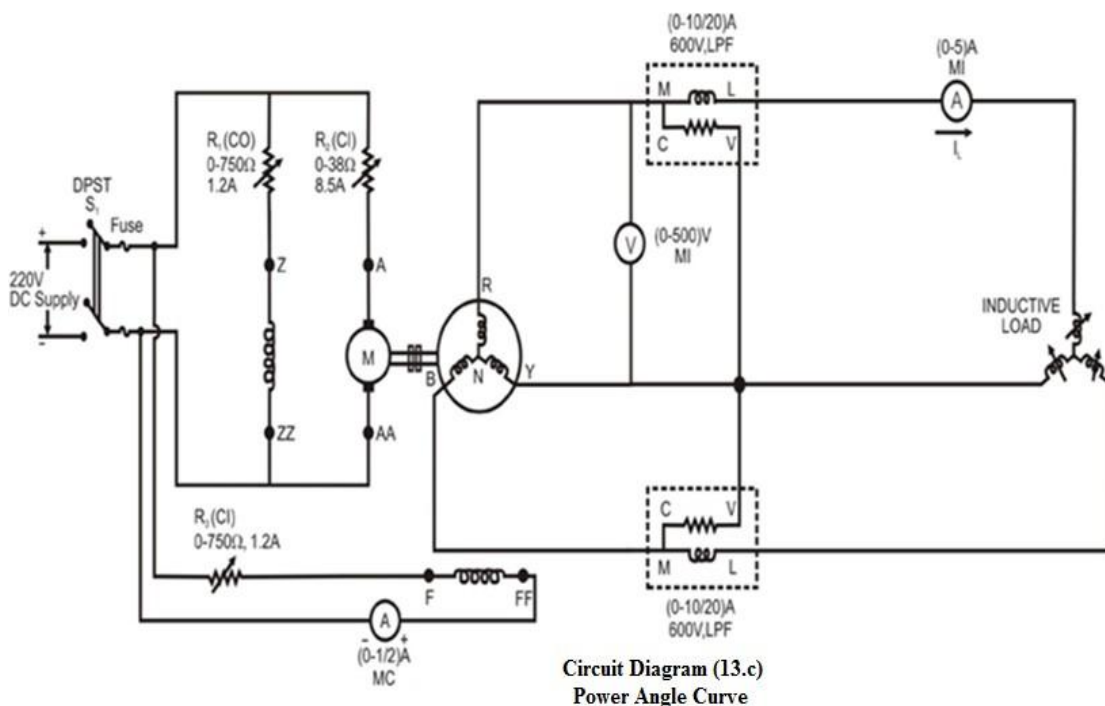 (0-10/20)A
600V,LPF
(0-5)A
MI
M L
A
C V
I_L
R₁ (CO)
0-750Ω
1.2A
R₂ (CI)
0-38Ω
8.5A
DPST
S₁
Fuse
+
220V
DC Supply
-
Z
A
V
(0-500)V
MI
R
INDUCTIVE
LOAD
M
B
N
Y
ZZ
AA
C V
M L
R₃ (CI)
0-750Ω, 1.2A
F
FF
A
- +
(0-1/2)A
MC
(0-10/20)A
600V,LPF
Circuit Diagram (13.c)
Power Angle Curve